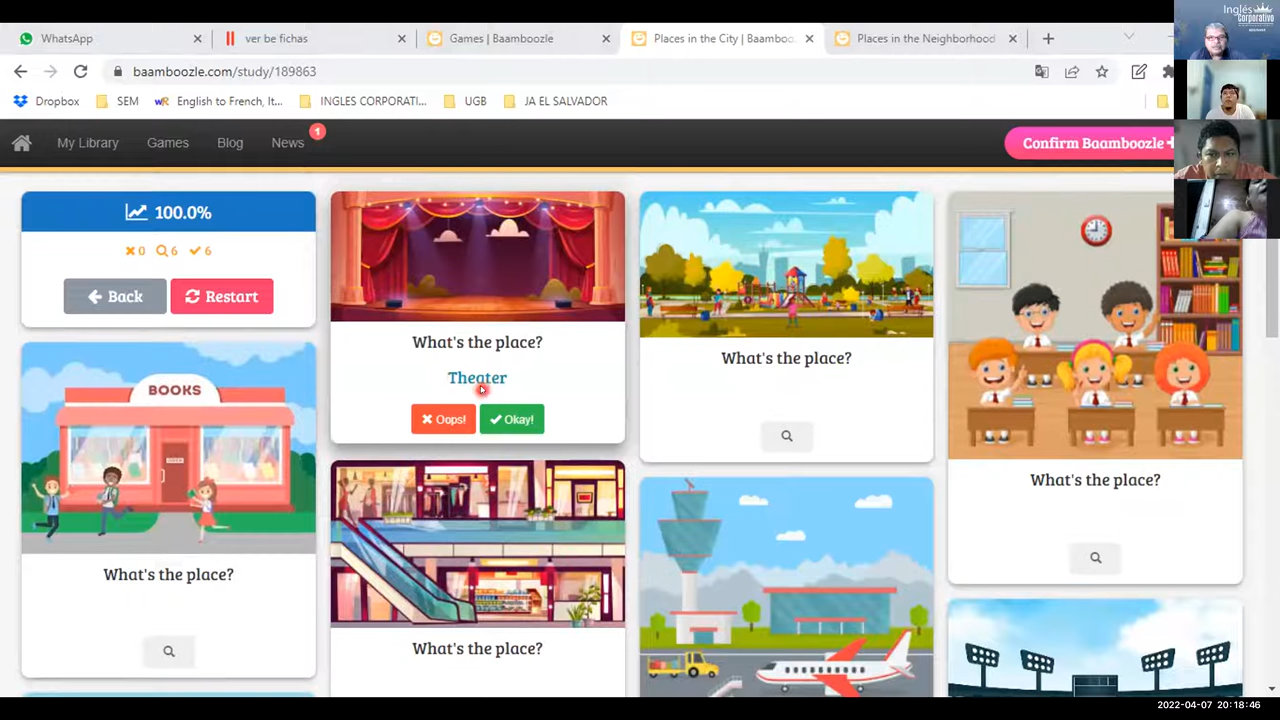 WhatsApp
ver be fichas
Games | Baamboozle
Places in the City | Baamboo
Places in the Neighborhood
Inglés
Corporativo
baamboozle.com/study/189863
Dropbox
SEM
English to French, It...
INGLES CORPORATI...
UGB
JA EL SALVADOR
My Library
Games
Blog
News
1
Confirm Baamboozle+
100.0%
0
6
6
Back
Restart
What's the place?
Theater
Oops!
Okay!
What's the place?
What's the place?
BOOKS
What's the place?
What's the place?
2022-04-07 20:18:46